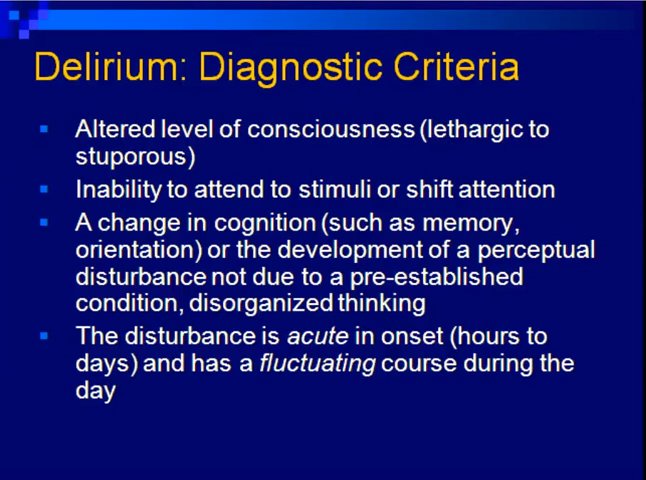 Delirium: Diagnostic Criteria
Altered level of consciousness (lethargic to
stuporous)
Inability to attend to stimuli or shift attention
A change in cognition (such as memory,
orientation) or the development of a perceptual
disturbance not due to a pre-established
condition, disorganized thinking
The disturbance is acute in onset (hours to
days) and has a fluctuating course during the
day